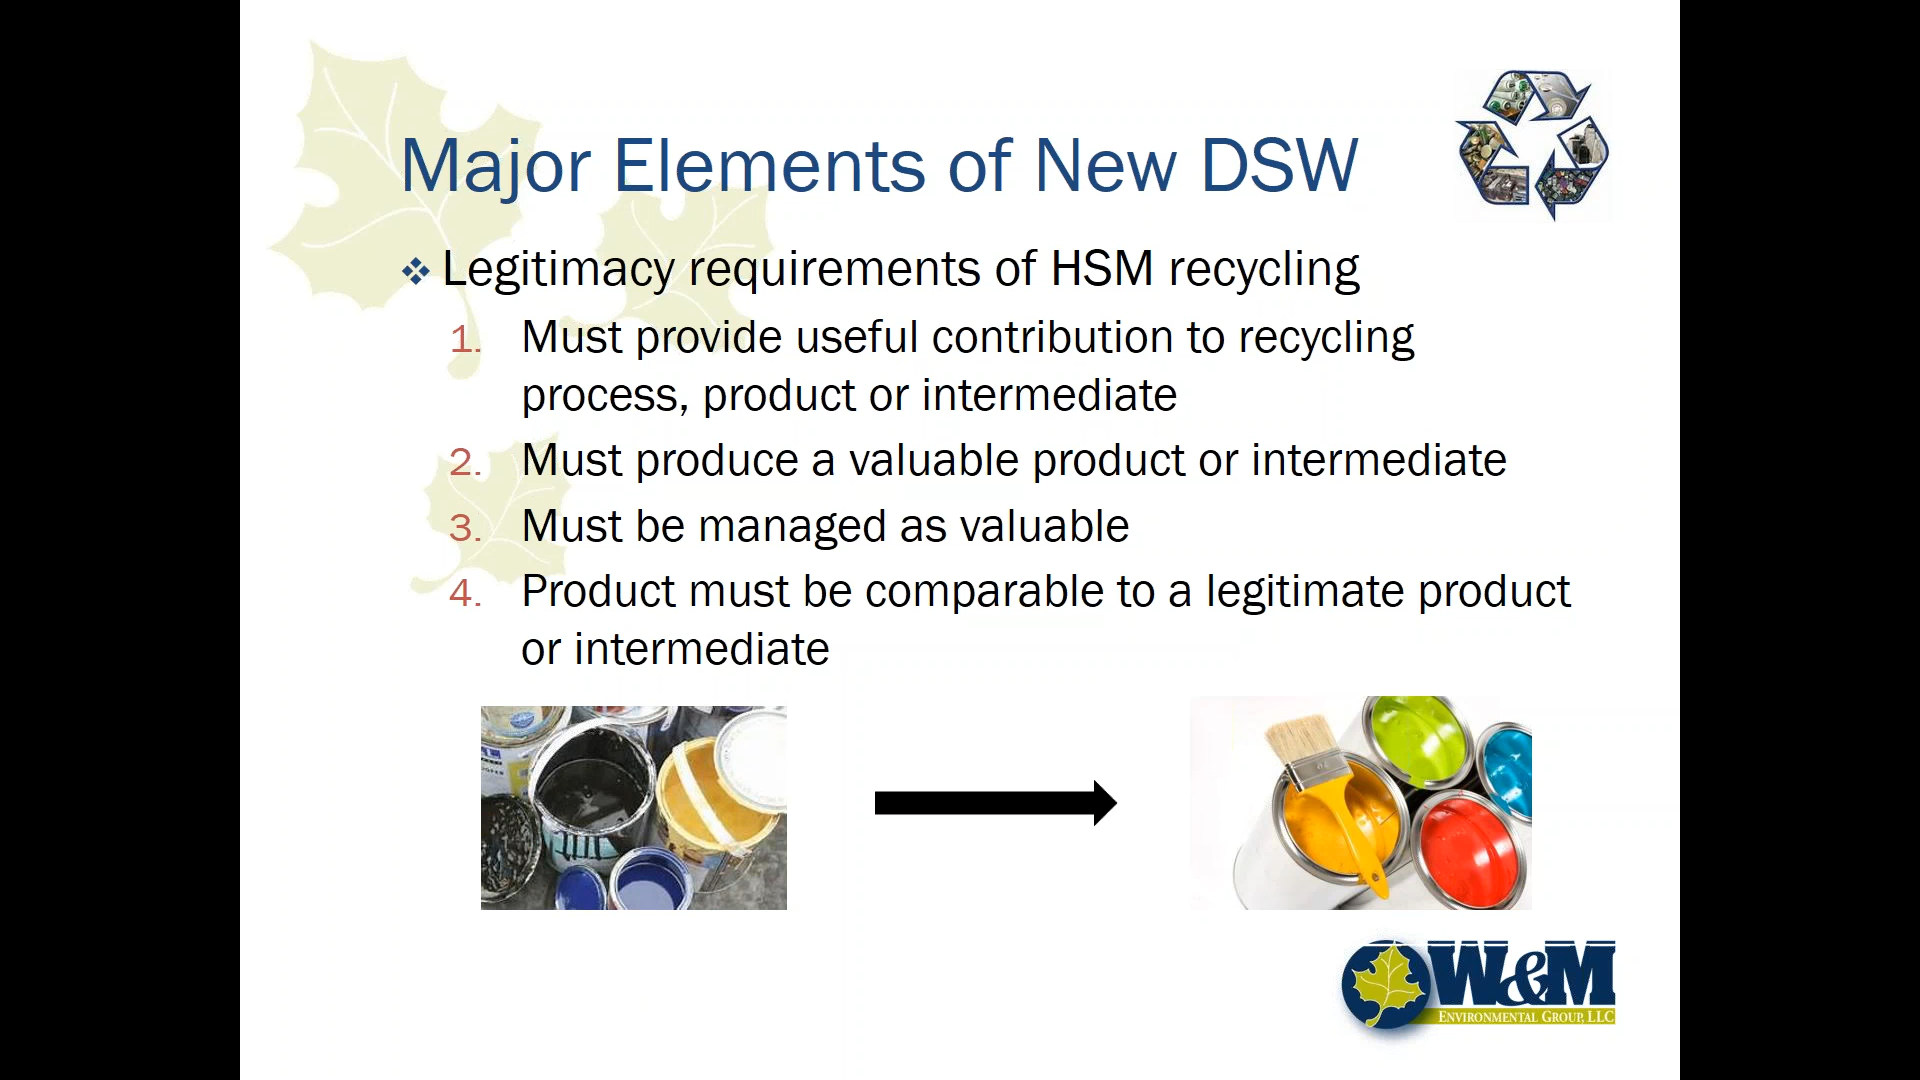 Major Elements of New DSW
❖ Legitimacy requirements of HSM recycling
1. Must provide useful contribution to recycling
process, product or intermediate
2. Must produce a valuable product or intermediate
3. Must be managed as valuable
4. Product must be comparable to a legitimate product
or intermediate
W&M
ENVIRONMENTAL GROUP, LLC